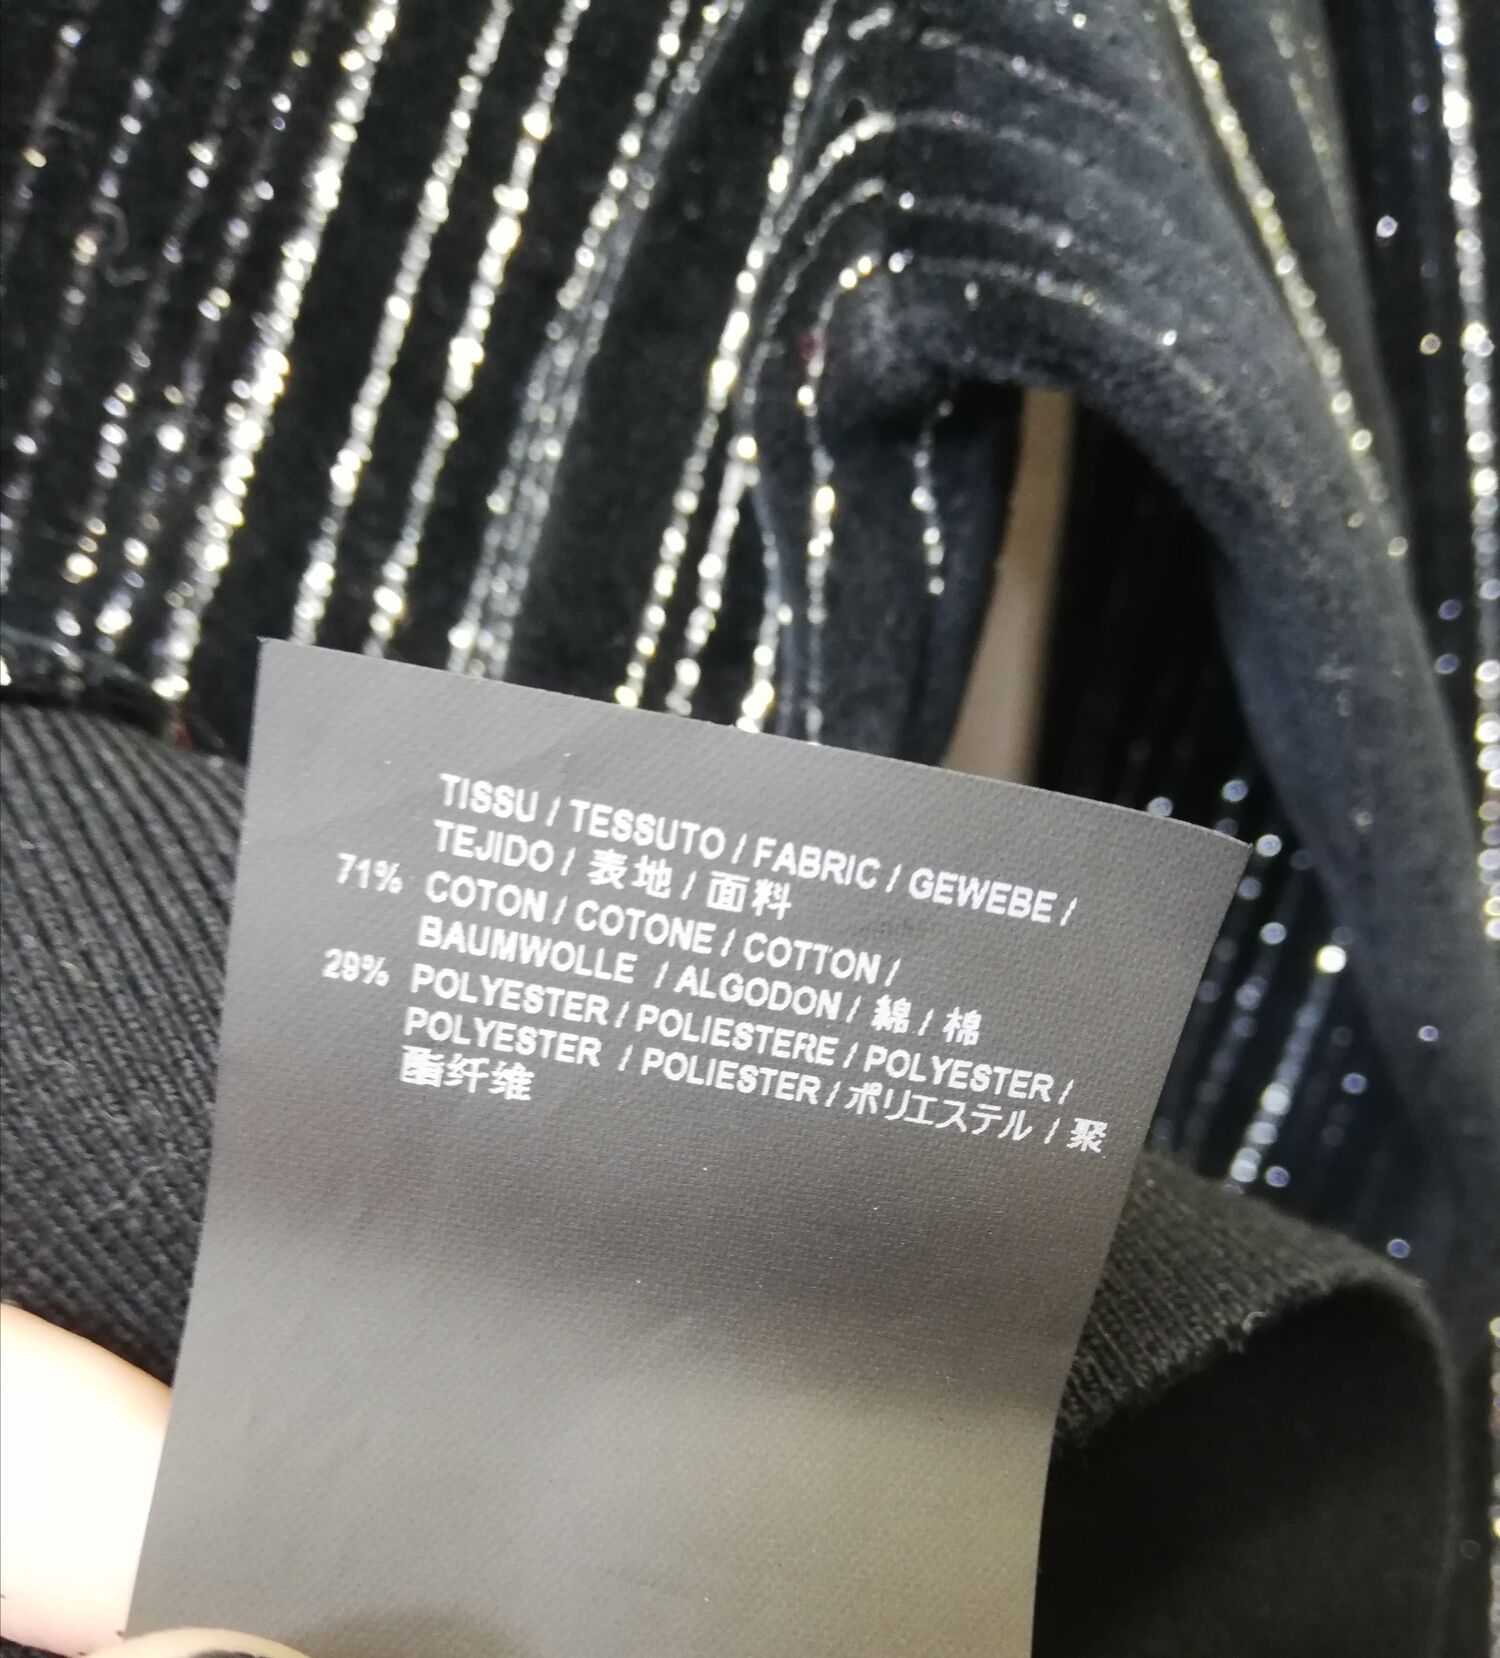 TISSU / TESSUTO / FABRIC / GEWEBE /
TEJIDO / 表地 / 面料
71% COTON / COTONE / COTTON /
BAUMWOLLE / ALGODON / 綿 / 棉
29% POLYESTER / POLIESTERE / POLYESTER /
POLYESTER / POLIESTER / ポリエステル / 聚
酯纤维